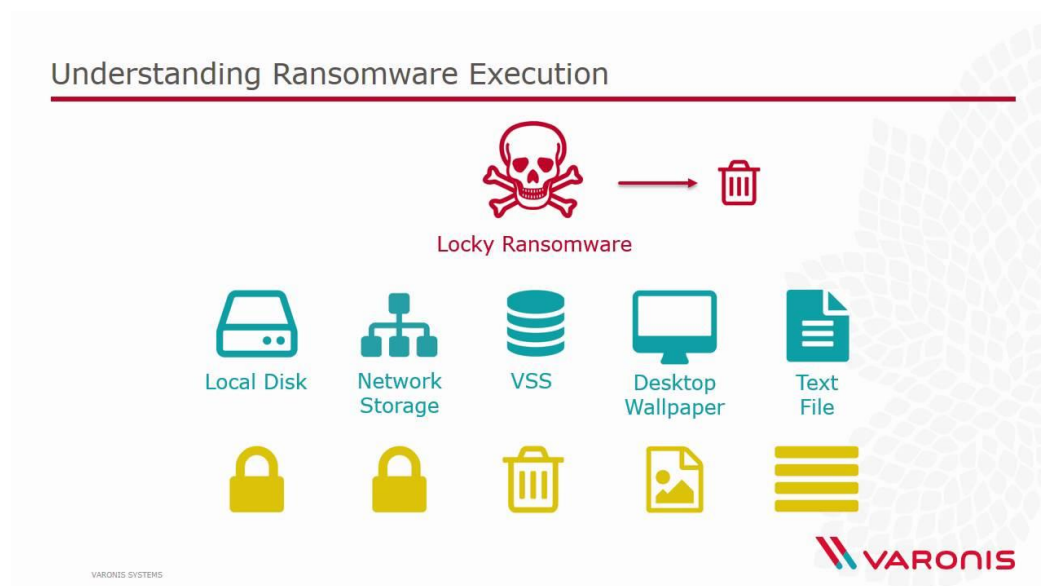 Understanding Ransomware Execution
Locky Ransomware
Local Disk
Network
Storage
VSS
Desktop
Wallpaper
Text
File
VARONIS SYSTEMS
VARONIS